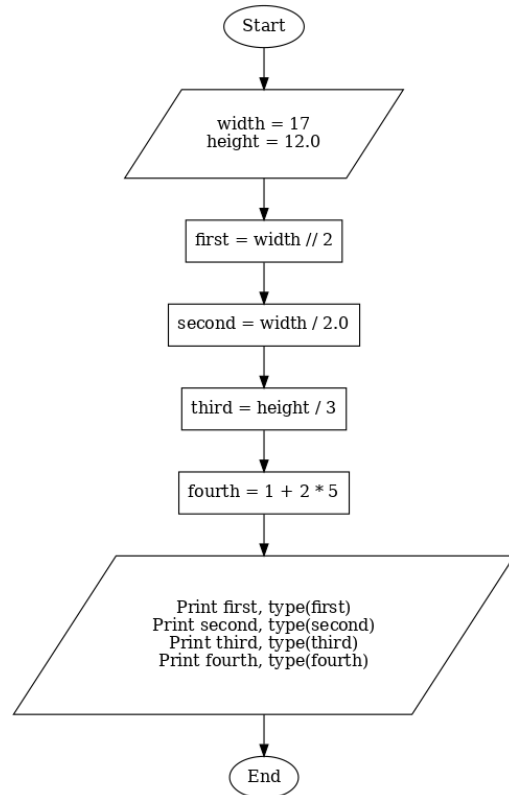 Start
width = 17
height = 12.0
first = width // 2
second = width / 2.0
third = height / 3
fourth = 1 + 2 * 5
Print first, type(first)
Print second, type(second)
Print third, type(third)
Print fourth, type(fourth)
End